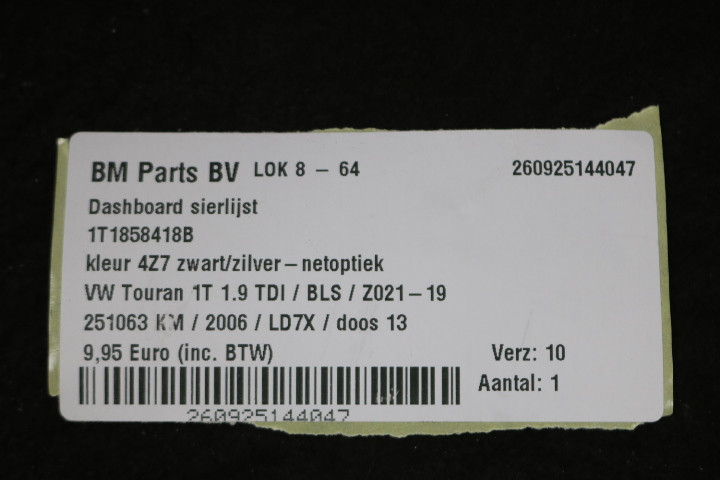 BM Parts BV LOK 8 – 64 260925144047
Dashboard sierlijst
1T1858418B
kleur 4Z7 zwart/zilver – netoptiek
VW Touran 1T 1.9 TDI / BLS / Z021–19
251063 KM / 2006 / LD7X / doos 13
9,95 Euro (inc. BTW) Verz: 10
Aantal: 1
260925144047